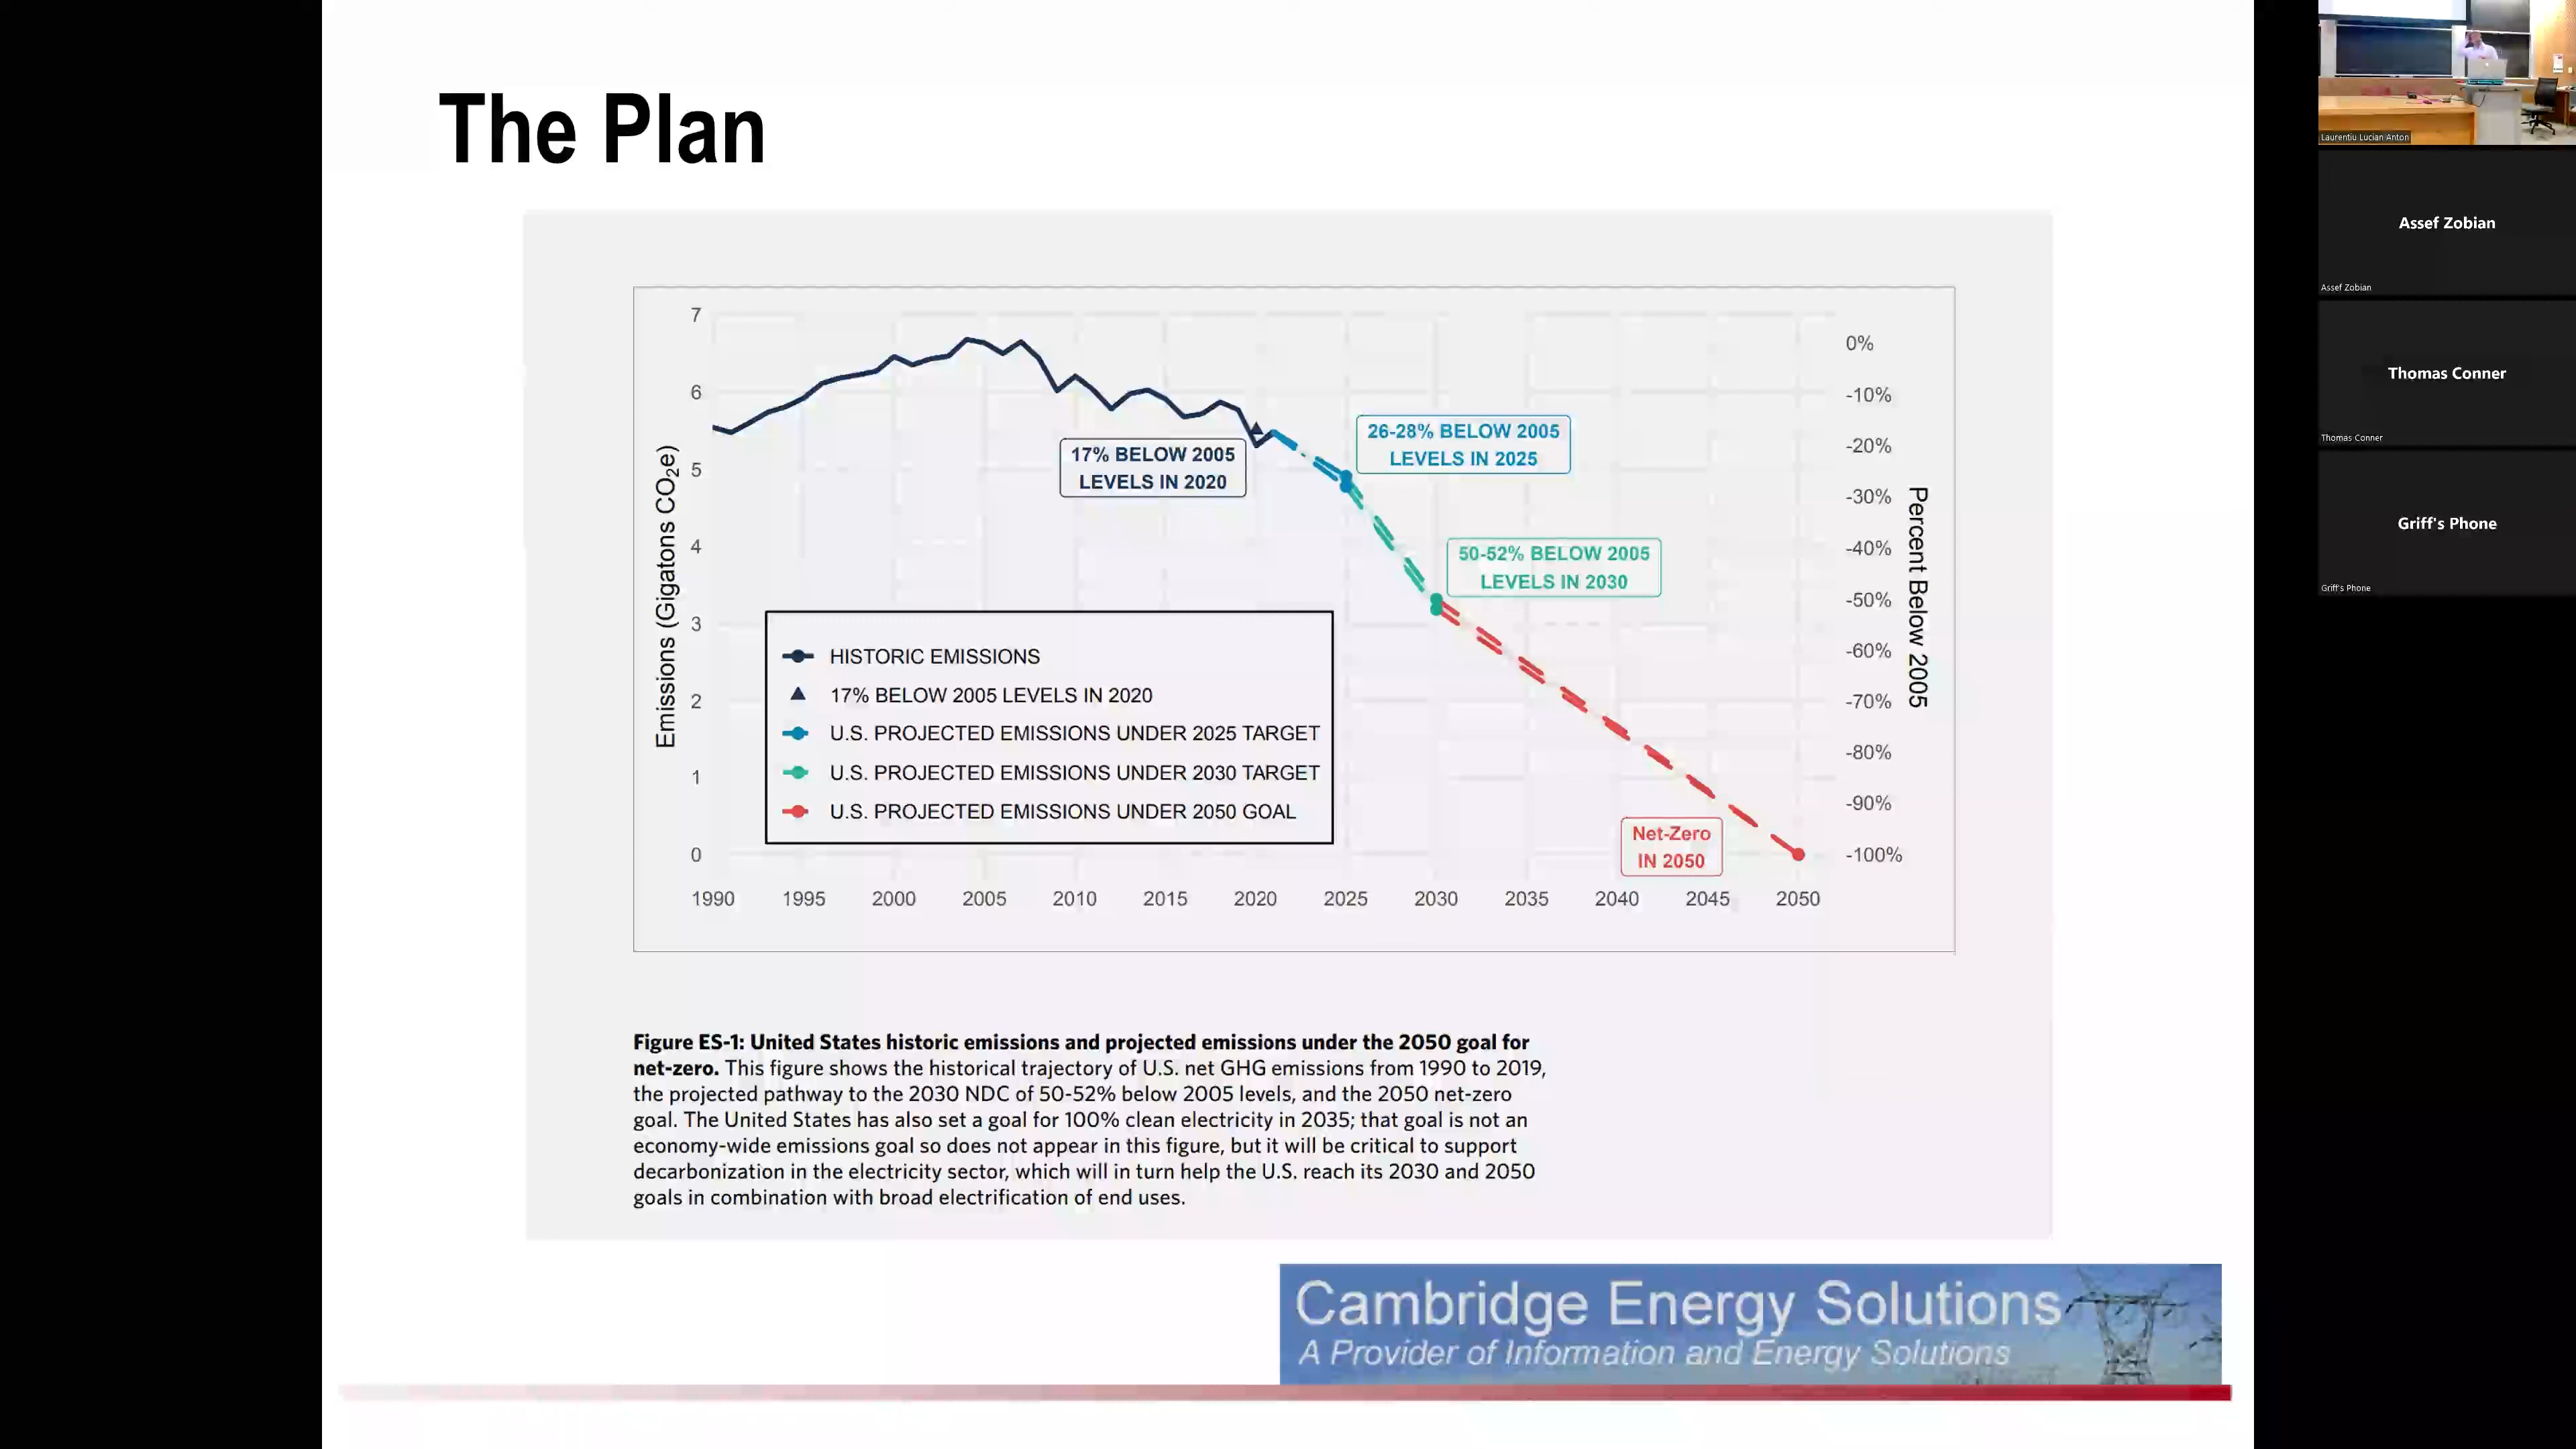 The Plan
7
6
5
4
3
2
1
0
Emissions (Gigatons CO₂e)
0%
-10%
-20%
-30%
-40%
-50%
-60%
-70%
-80%
-90%
-100%
Percent Below 2005
17% BELOW 2005
LEVELS IN 2020
26-28% BELOW 2005
LEVELS IN 2025
50-52% BELOW 2005
LEVELS IN 2030
Net-Zero
IN 2050
HISTORIC EMISSIONS
17% BELOW 2005 LEVELS IN 2020
U.S. PROJECTED EMISSIONS UNDER 2025 TARGET
U.S. PROJECTED EMISSIONS UNDER 2030 TARGET
U.S. PROJECTED EMISSIONS UNDER 2050 GOAL
1990 1995 2000 2005 2010 2015 2020 2025 2030 2035 2040 2045 2050
Figure ES-1: United States historic emissions and projected emissions under the 2050 goal for
net-zero. This figure shows the historical trajectory of U.S. net GHG emissions from 1990 to 2019,
the projected pathway to the 2030 NDC of 50-52% below 2005 levels, and the 2050 net-zero
goal. The United States has also set a goal for 100% clean electricity in 2035; that goal is not an
economy-wide emissions goal so does not appear in this figure, but it will be critical to support
decarbonization in the electricity sector, which will in turn help the U.S. reach its 2030 and 2050
goals in combination with broad electrification of end uses.
Cambridge Energy Solutions
A Provider of Information and Energy Solutions
Laurentiu Lucian Anton
Assef Zobian
Assef Zobian
Thomas Conner
Thomas Conner
Griff's Phone
Griff's Phone